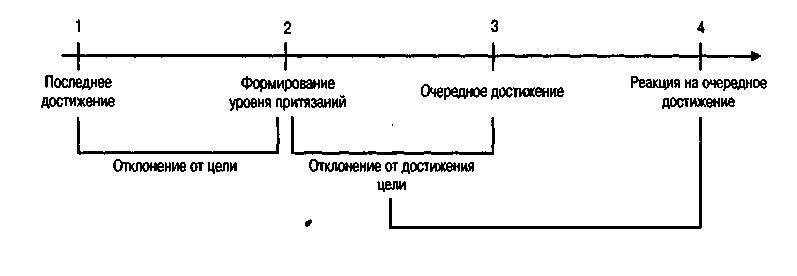 1 2 3 4
Последнее
достижение
Формирование
уровня притязаний
Очередное достижение
Реакция на очередное
достижение
Отклонение от цели
Отклонение от достижения
цели